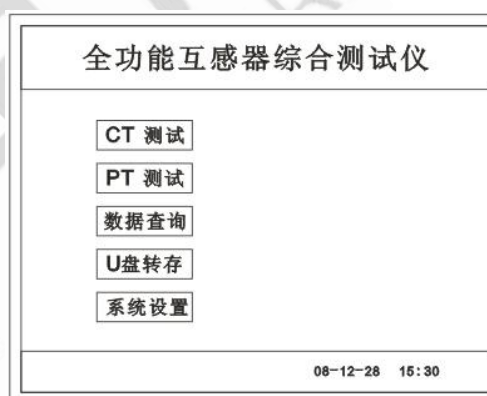 全功能互感器综合测试仪
CT 测试
PT 测试
数据查询
U盘转存
系统设置
08-12-28 15:30